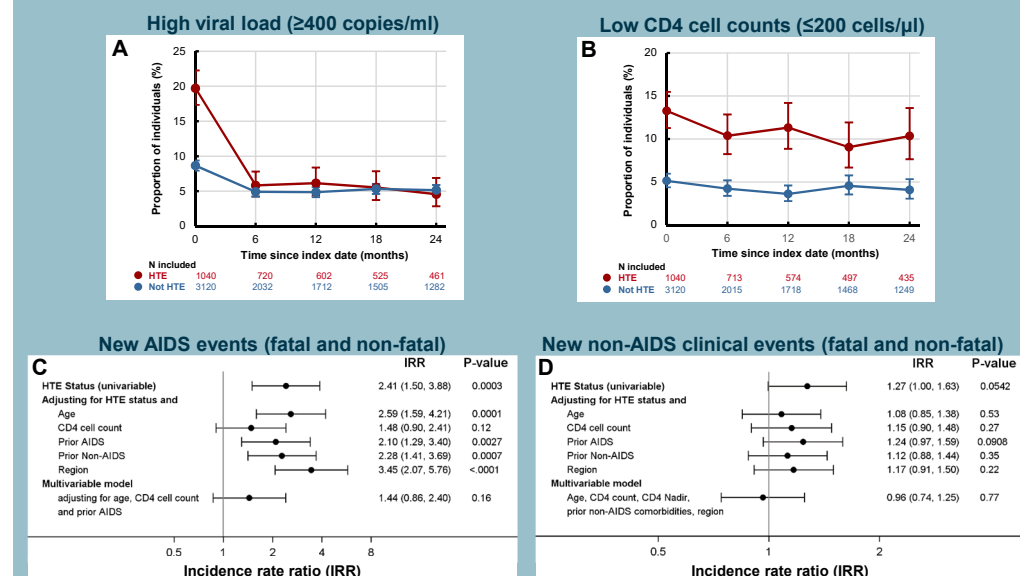 High viral load (≥400 copies/ml)
A
Proportion of individuals (%)
25
20
15
10
5
0
0 6 12 18 24
Time since index date (months)
N included
HTE 1040 720 602 525 461
Not HTE 3120 2032 1712 1505 1282
Low CD4 cell counts (≤200 cells/µl)
B
Proportion of individuals (%)
20
15
10
5
0
0 6 12 18 24
Time since index date (months)
N included
HTE 1040 713 574 497 435
Not HTE 3120 2015 1718 1468 1249
New AIDS events (fatal and non-fatal)
C
IRR P-value
HTE Status (univariable) 2.41 (1.50, 3.88) 0.0003
Adjusting for HTE status and
Age 2.59 (1.59, 4.21) 0.0001
CD4 cell count 1.48 (0.90, 2.41) 0.12
Prior AIDS 2.10 (1.29, 3.40) 0.0027
Prior Non-AIDS 2.28 (1.41, 3.69) 0.0007
Region 3.45 (2.07, 5.76) <.0001
Multivariable model
adjusting for age, CD4 cell count 1.44 (0.86, 2.40) 0.16
and prior AIDS
0.5 1 2 4 8
Incidence rate ratio (IRR)
New non-AIDS clinical events (fatal and non-fatal)
D
IRR P-value
HTE Status (univariable) 1.27 (1.00, 1.63) 0.0542
Adjusting for HTE status and
Age 1.08 (0.85, 1.38) 0.53
CD4 cell count 1.15 (0.90, 1.48) 0.27
Prior AIDS 1.24 (0.97, 1.59) 0.0908
Prior Non-AIDS 1.12 (0.88, 1.44) 0.35
Region 1.17 (0.91, 1.50) 0.22
Multivariable model
Age, CD4 count, CD4 Nadir, 0.96 (0.74, 1.25) 0.77
prior non-AIDS comorbidities, region
0.5 1 2
Incidence rate ratio (IRR)